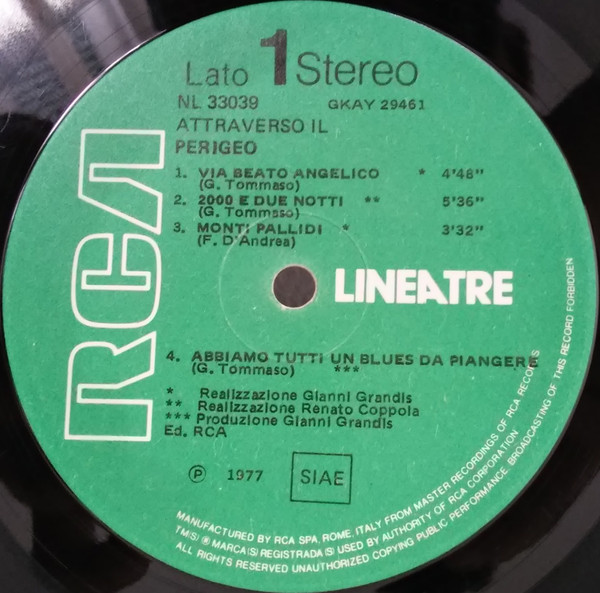 Lato 1 Stereo
NL 33039 GKAY 29461
ATTRAVERSO IL
PERIGEO
1. VIA BEATO ANGELICO * 4'48"
(G. Tommaso)
2. 2000 E DUE NOTTI ** 5'36"
(G. Tommaso)
3. MONTI PALLIDI * 3'32"
(F. D'Andrea)
RCA
LINEATRE
4. ABBIAMO TUTTI UN BLUES DA PIANGERE
(G. Tommaso) ***
* Realizzazione Gianni Grandis
** Realizzazione Renato Coppola
*** Produzione Gianni Grandis
Ed. RCA
Ⓟ 1977 SIAE
MANUFACTURED BY RCA SPA, ROME, ITALY FROM MASTER RECORDINGS OF RCA RECORDS
TM(S) ® MARCA(S) REGISTRADA(S) USED BY AUTHORITY OF RCA CORPORATION
ALL RIGHTS RESERVED UNAUTHORIZED COPYING PUBLIC PERFORMANCE BROADCASTING OF THIS RECORD FORBIDDEN